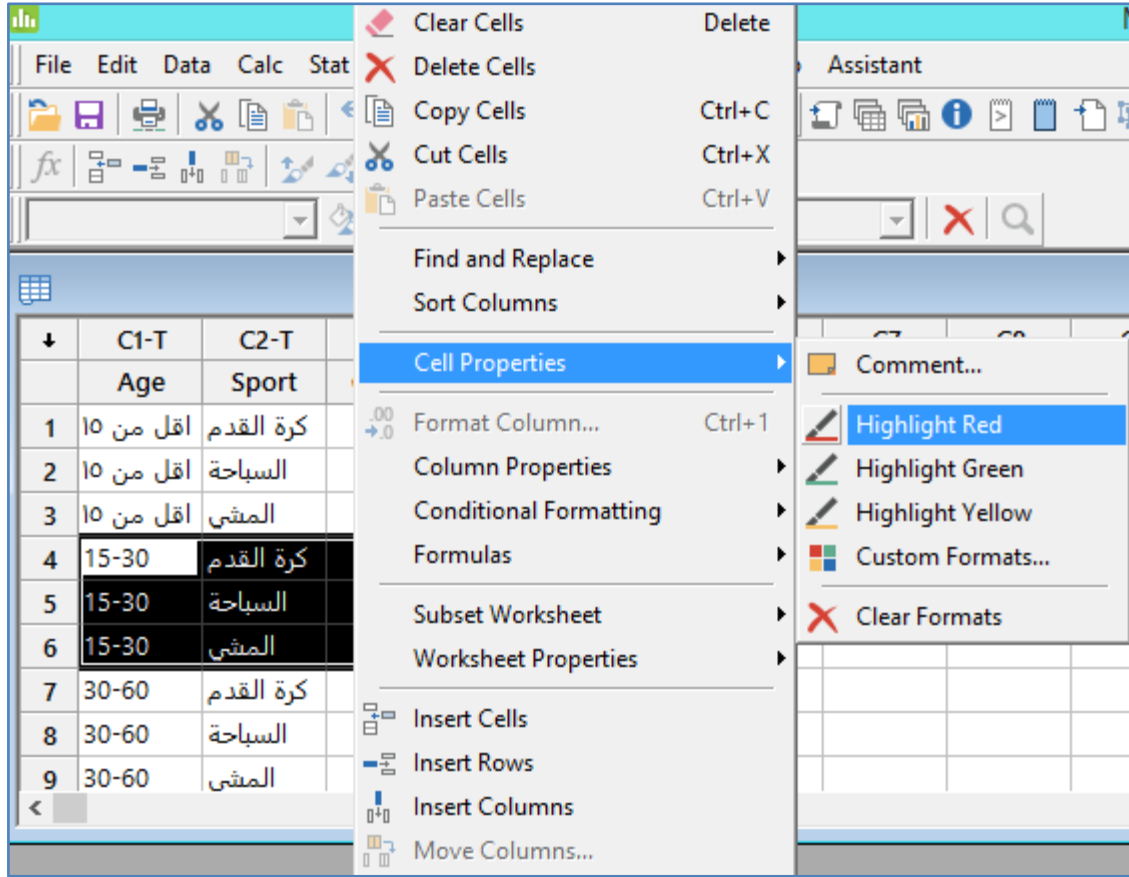 Clear Cells Delete
File Edit Data Calc Stat Assistant
Delete Cells
Copy Cells Ctrl+C
Cut Cells Ctrl+X
Paste Cells Ctrl+V
Find and Replace
Sort Columns
Cell Properties
Format Column... Ctrl+1
Column Properties
Conditional Formatting
Formulas
Subset Worksheet
Worksheet Properties
Insert Cells
Insert Rows
Insert Columns
Move Columns...
Comment...
Highlight Red
Highlight Green
Highlight Yellow
Custom Formats...
Clear Formats
C1-T C2-T
Age Sport
1 اقل من ١٥ كرة القدم
2 اقل من ١٥ السباحة
3 اقل من ١٥ المشي
4 15-30 كرة القدم
5 15-30 السباحة
6 15-30 المشي
7 30-60 كرة القدم
8 30-60 السباحة
9 30-60 المشي